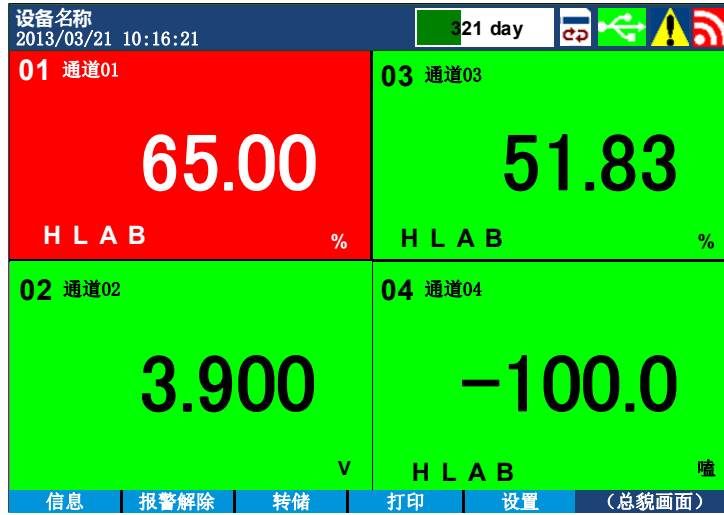 设备名称
2013/03/21 10:16:21
321 day
01 通道01
65.00
H L A B %
03 通道03
51.83
H L A B %
02 通道02
3.900
V
04 通道04
-100.0
H L A B 嗑
信息 报警解除 转储 打印 设置 （总貌画面）